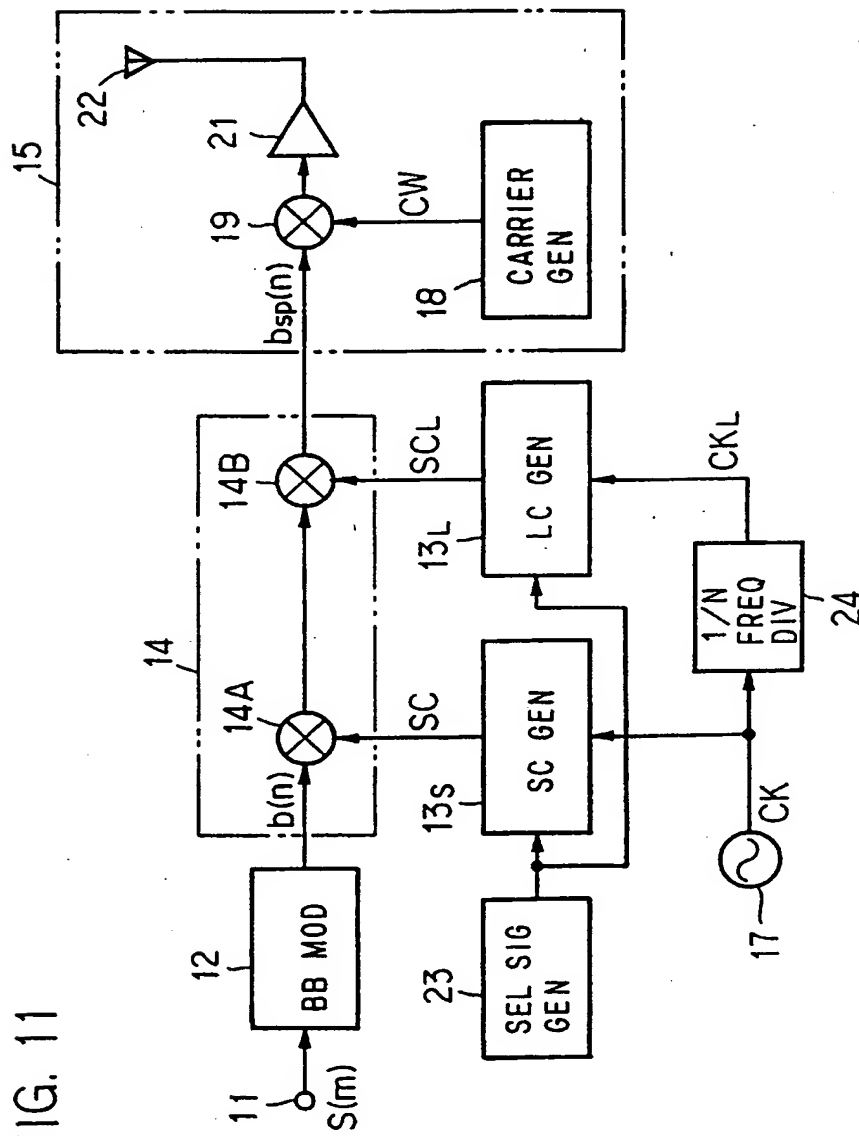 IG. 11
15
22
21
19
CW
CARRIER
GEN
18
bsp(n)
14
14B
14A
SCL
SC
b(n)
LC GEN
13L
SC GEN
13s
CKL
1/N
FREQ
DIV
24
CK
17
BB MOD
12
SEL SIG
GEN
23
11
S(m)